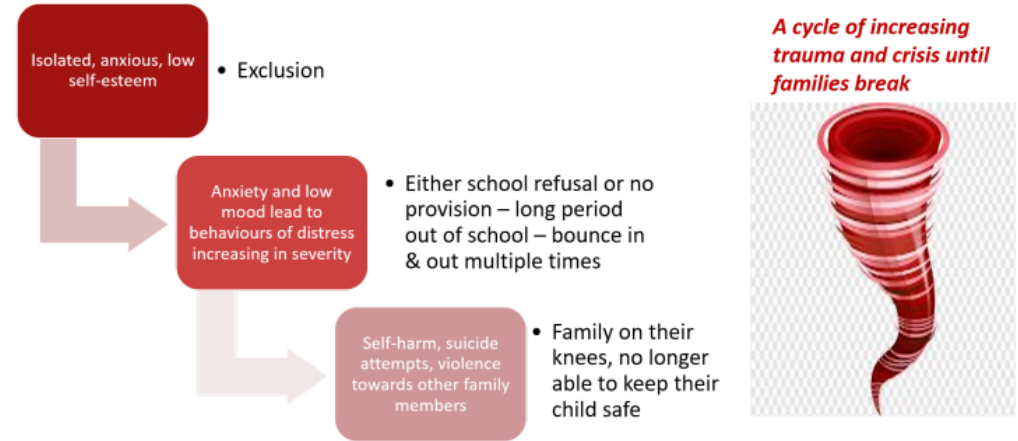 Isolated, anxious, low
self-esteem
• Exclusion
Anxiety and low
mood lead to
behaviours of distress
increasing in severity
• Either school refusal or no
provision – long period
out of school – bounce in
& out multiple times
Self-harm, suicide
attempts, violence
towards other family
members
• Family on their
knees, no longer
able to keep their
child safe
A cycle of increasing
trauma and crisis until
families break